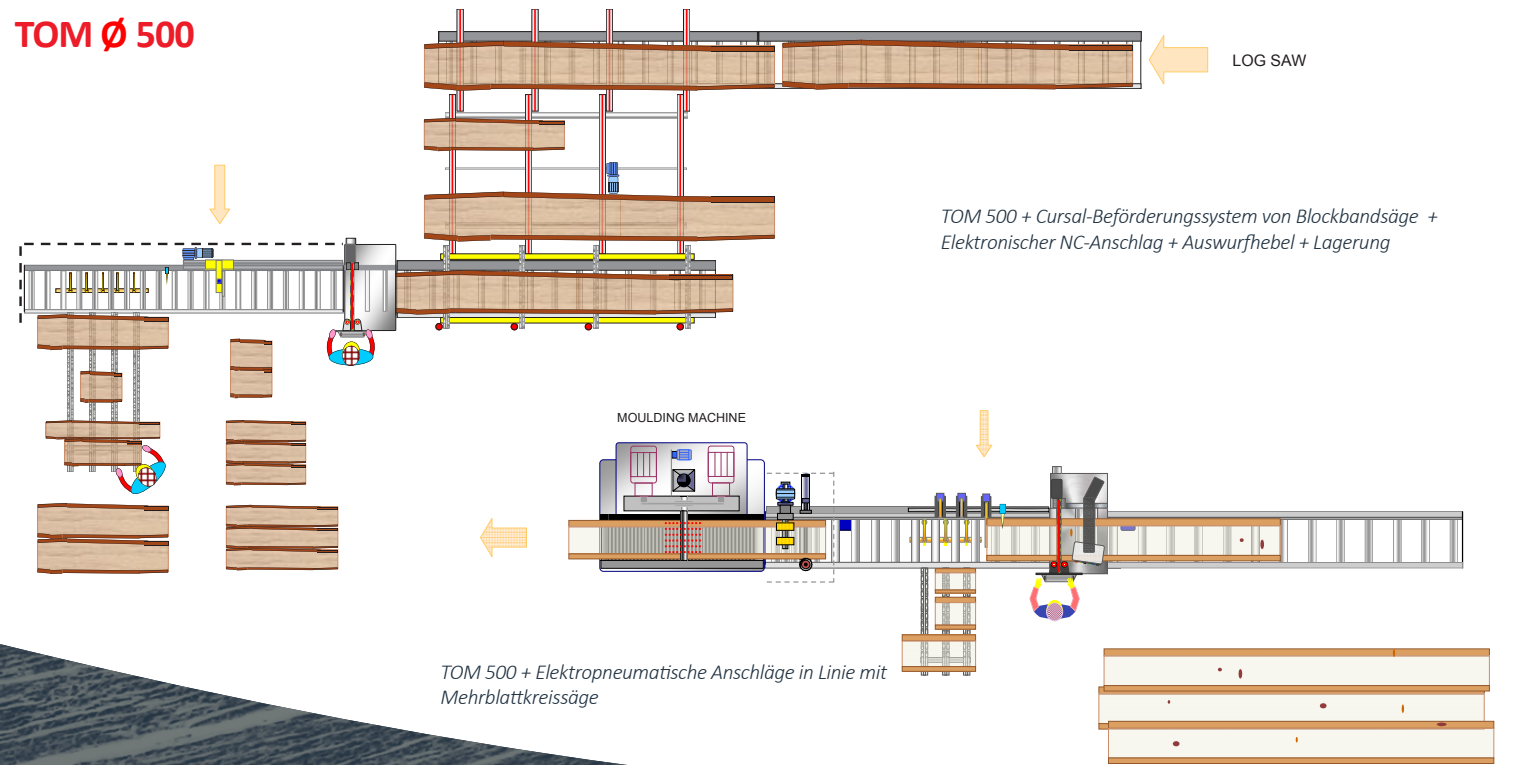 TOM Ø 500
LOG SAW
TOM 500 + Cursal-Beförderungssystem von Blockbandsäge +
Elektronischer NC-Anschlag + Auswurfhebel + Lagerung
MOULDING MACHINE
TOM 500 + Elektropneumatische Anschläge in Linie mit
Mehrblattkreissäge